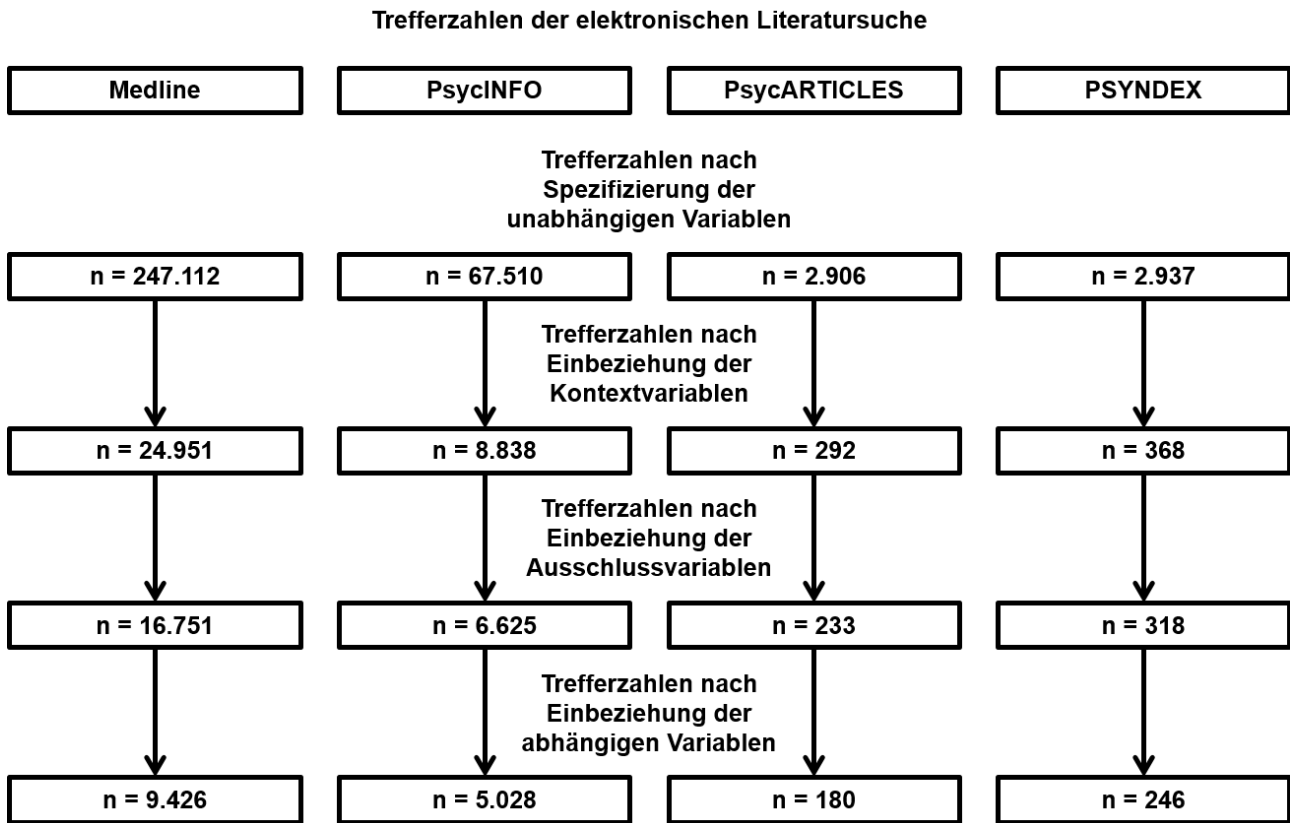 Trefferzahlen der elektronischen Literatursuche
Medline
PsycINFO
PsycARTICLES
PSYNDEX
Trefferzahlen nach
Spezifizierung der
unabhängigen Variablen
n = 247.112
n = 67.510
n = 2.906
n = 2.937
Trefferzahlen nach
Einbeziehung der
Kontextvariablen
n = 24.951
n = 8.838
n = 292
n = 368
Trefferzahlen nach
Einbeziehung der
Ausschlussvariablen
n = 16.751
n = 6.625
n = 233
n = 318
Trefferzahlen nach
Einbeziehung der
abhängigen Variablen
n = 9.426
n = 5.028
n = 180
n = 246